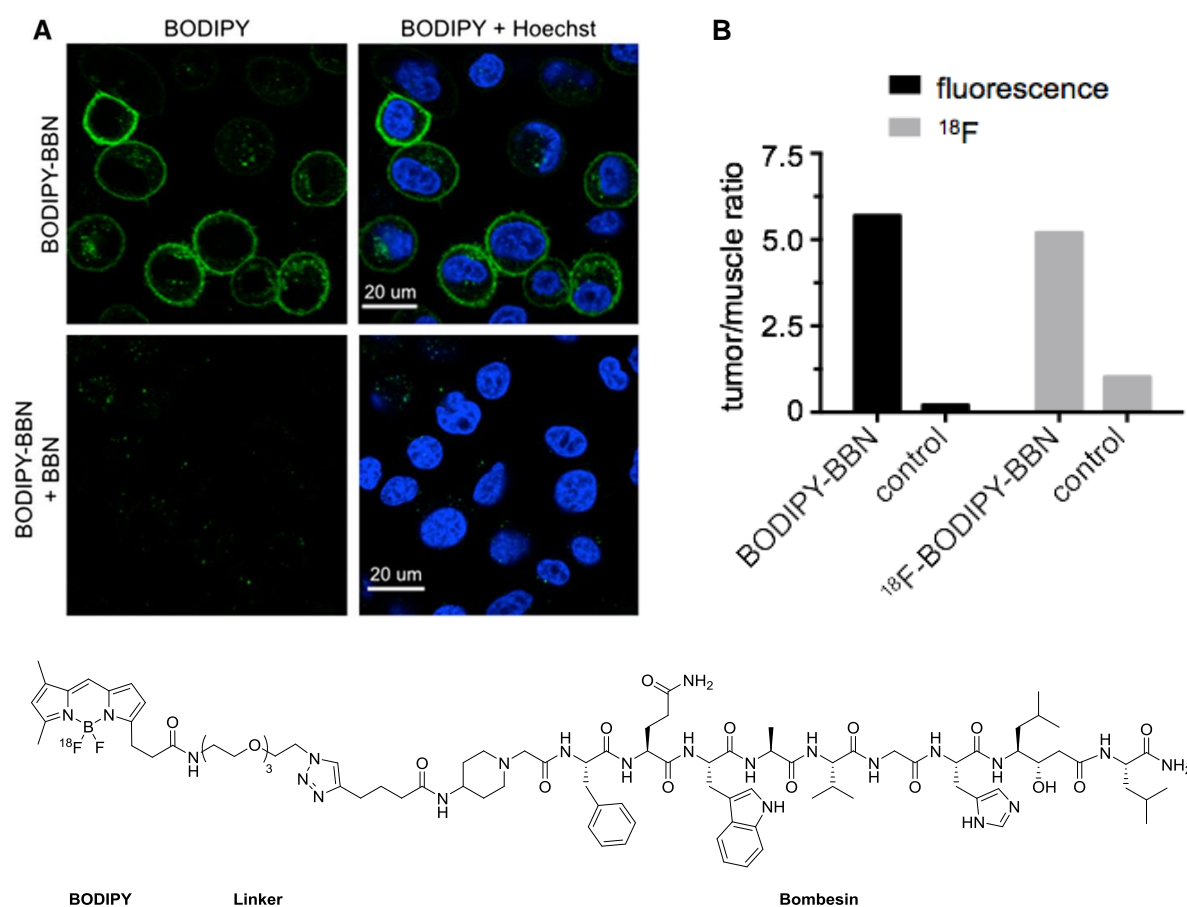 A
BODIPY
BODIPY + Hoechst
BODIPY-BBN
20 um
BODIPY-BBN
+ BBN
20 um
B
fluorescence
18F
tumor/muscle ratio
7.5
5.0
2.5
0
BODIPY-BBN
control
18F-BODIPY-BBN
control
O NH2
N B N
18F F
O
N
H
O
3
N
N
N
O
N
H
N
O
H
N
O
N
H
O
H
N
O
N
H
O
H
N
O
N
H
O
H
N
O
N
H
OH
O
H
N
O
NH2
NH
HN
N
BODIPY
Linker
Bombesin